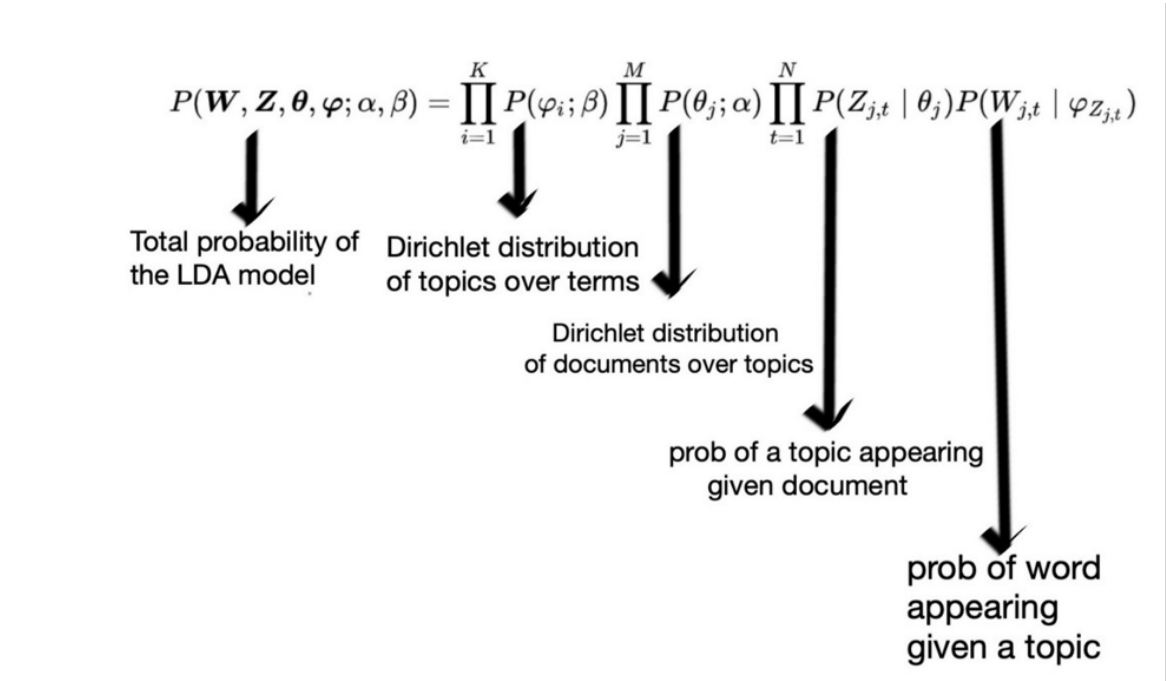 P(W, Z, θ, φ; α, β) = ∏_{i=1}^{K} P(φ_i; β) ∏_{j=1}^{M} P(θ_j; α) ∏_{t=1}^{N} P(Z_{j,t} | θ_j)P(W_{j,t} | φ_{Z_{j,t}})
Total probability of
the LDA model
Dirichlet distribution
of topics over terms
Dirichlet distribution
of documents over topics
prob of a topic appearing
given document
prob of word
appearing
given a topic